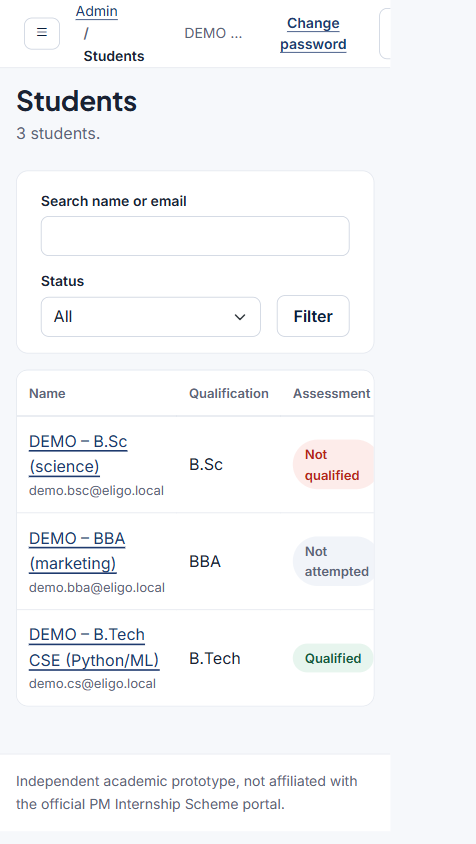 Admin
/
Students
DEMO ...
Change
password
Students
3 students.
Search name or email
Status
All
Filter
Name Qualification Assessment
DEMO – B.Sc
(science)
demo.bsc@eligo.local
B.Sc
Not
qualified
DEMO – BBA
(marketing)
demo.bba@eligo.local
BBA
Not
attempted
DEMO – B.Tech
CSE (Python/ML)
demo.cs@eligo.local
B.Tech
Qualified
Independent academic prototype, not affiliated with
the official PM Internship Scheme portal.